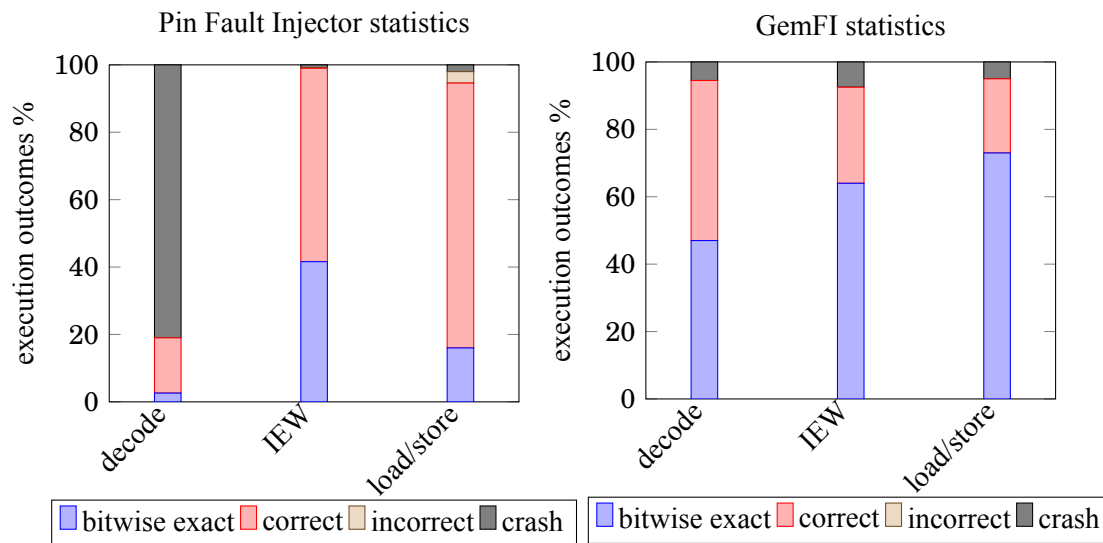 Pin Fault Injector statistics
execution outcomes %
100
80
60
40
20
0
decode
IEW
load/store
bitwise exact correct incorrect crash
GemFI statistics
execution outcomes %
100
80
60
40
20
0
decode
IEW
load/store
bitwise exact correct incorrect crash